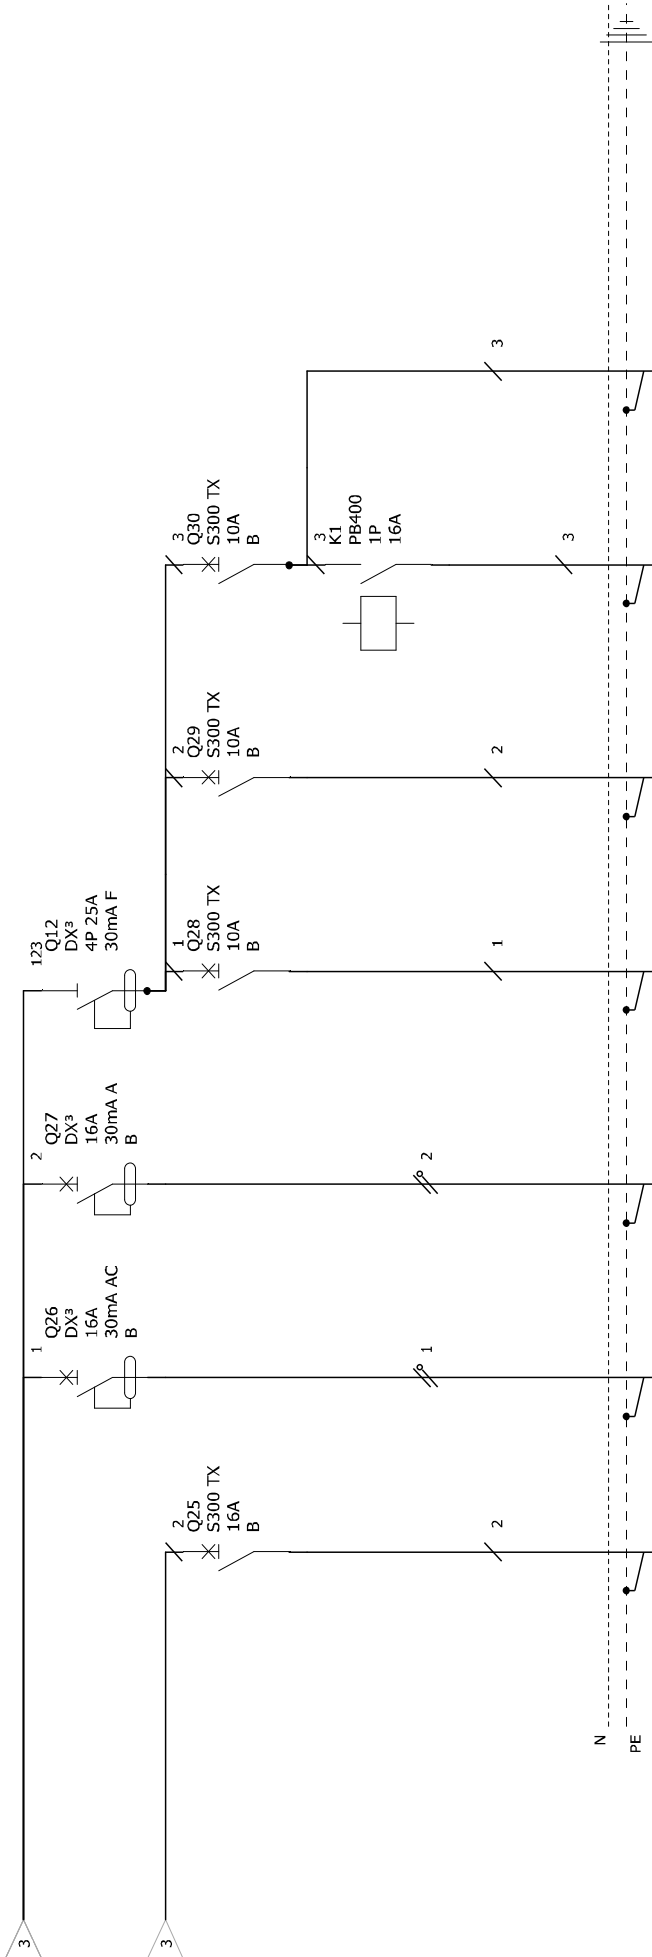 3
3
2
Q25
S300 TX
16A
B
2
1
Q26
DX³
16A
30mA AC
B
1
2
Q27
DX³
16A
30mA A
B
2
123
Q12
DX³
4P 25A
30mA F
1
Q28
S300 TX
10A
B
1
2
Q29
S300 TX
10A
B
2
3
Q30
S300 TX
10A
B
3
K1
PB400
1P
16A
3
3
N
PE